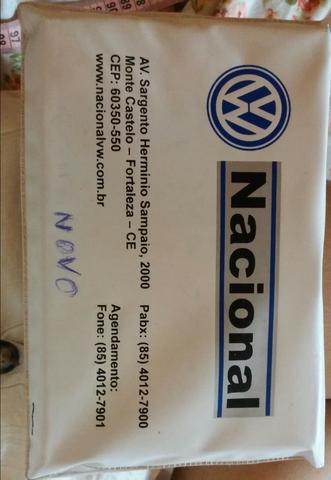 Nacional
AV. Sargento Herminio Sampaio, 2000
Monte Castelo – Fortaleza – CE
CEP: 60350-550
www.nacionalvw.com.br
Pabx: (85) 4012-7900
Agendamento:
Fone: (85) 4012-7901
NOVO